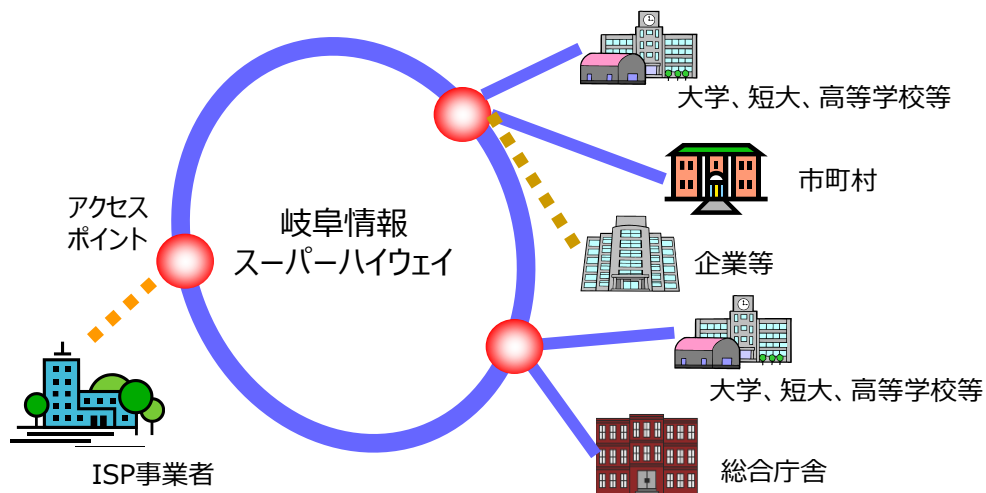 大学、短大、高等学校等
市町村
アクセス
ポイント
岐阜情報
スーパーハイウェイ
企業等
大学、短大、高等学校等
総合庁舎
ISP事業者